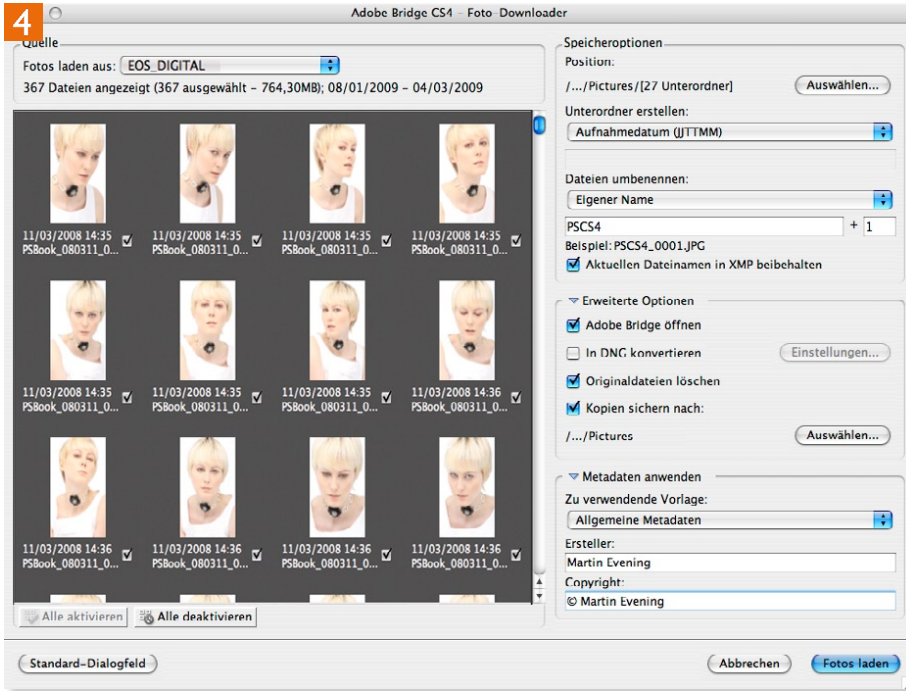 4
Adobe Bridge CS4 – Foto-Downloader
Quelle
Fotos laden aus: EOS_DIGITAL
367 Dateien angezeigt (367 ausgewählt – 764,30MB); 08/01/2009 – 04/03/2009
11/03/2008 14:35 11/03/2008 14:35 11/03/2008 14:35 11/03/2008 14:35
PSBook_080311_0... PSBook_080311_0... PSBook_080311_0... PSBook_080311_0...
11/03/2008 14:35 11/03/2008 14:35 11/03/2008 14:35 11/03/2008 14:36
PSBook_080311_0... PSBook_080311_0... PSBook_080311_0... PSBook_080311_0...
11/03/2008 14:36 11/03/2008 14:36 11/03/2008 14:36 11/03/2008 14:36
PSBook_080311_0... PSBook_080311_0... PSBook_080311_0... PSBook_080311_0...
Alle aktivieren Alle deaktivieren
Speicheroptionen
Position:
/.../Pictures/[27 Unterordner] Auswählen...
Unterordner erstellen:
Aufnahmedatum (JJTTMM)
Dateien umbenennen:
Eigener Name
PSCS4 + 1
Beispiel: PSCS4_0001.JPG
Aktuellen Dateinamen in XMP beibehalten
Erweiterte Optionen
Adobe Bridge öffnen
In DNG konvertieren Einstellungen...
Originaldateien löschen
Kopien sichern nach:
/.../Pictures Auswählen...
Metadaten anwenden
Zu verwendende Vorlage:
Allgemeine Metadaten
Ersteller:
Martin Evening
Copyright:
© Martin Evening
Standard-Dialogfeld Abbrechen Fotos laden